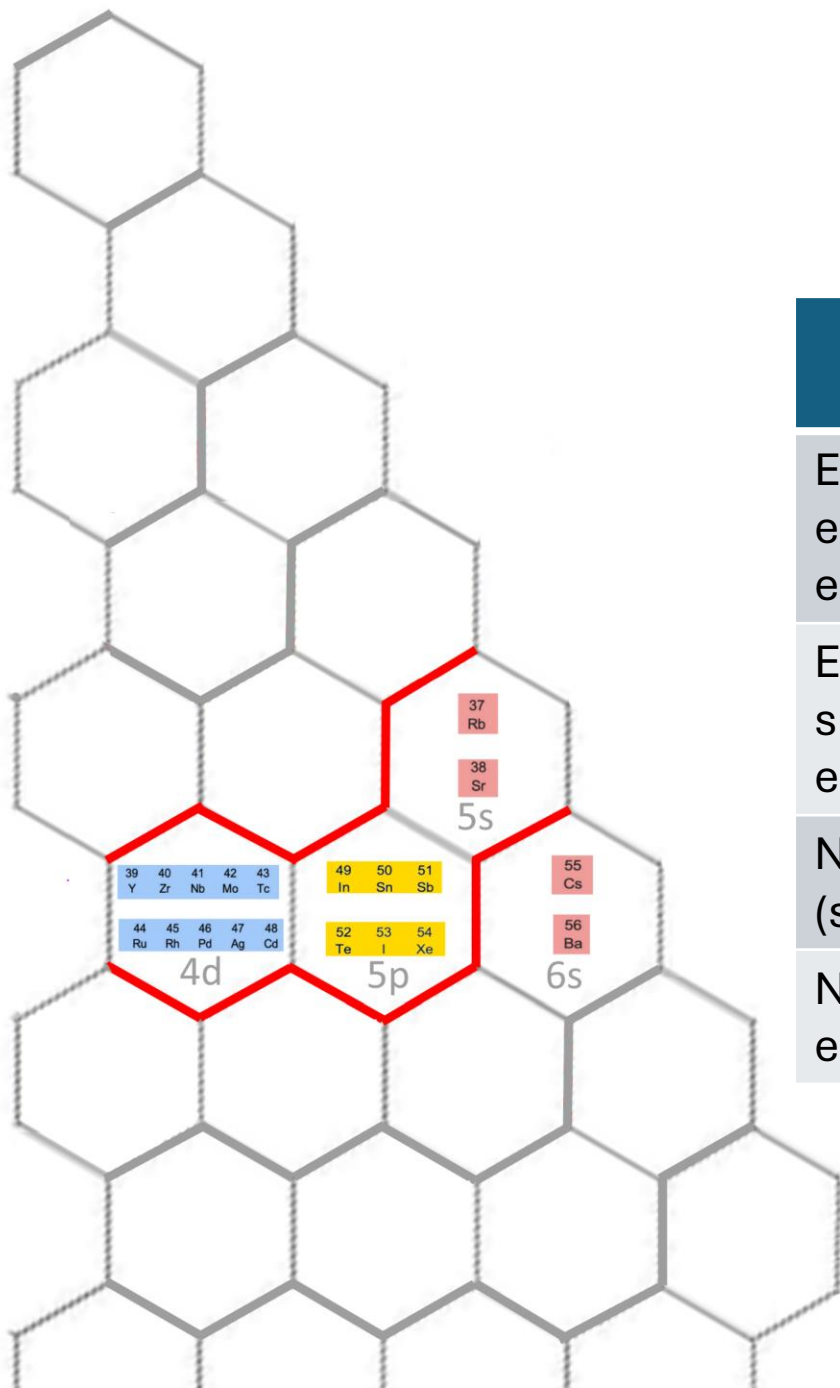 37
Rb
38
Sr
5s
39 40 41 42 43
Y Zr Nb Mo Tc
44 45 46 47 48
Ru Rh Pd Ag Cd
4d
49 50 51
In Sn Sb
52 53 54
Te I Xe
5p
55
Cs
56
Ba
6s
E
e
e
E
s
e
N
(s
N
e